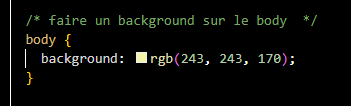 /* faire un background sur le body  */
body {
  background: rgb(243, 243, 170);
}